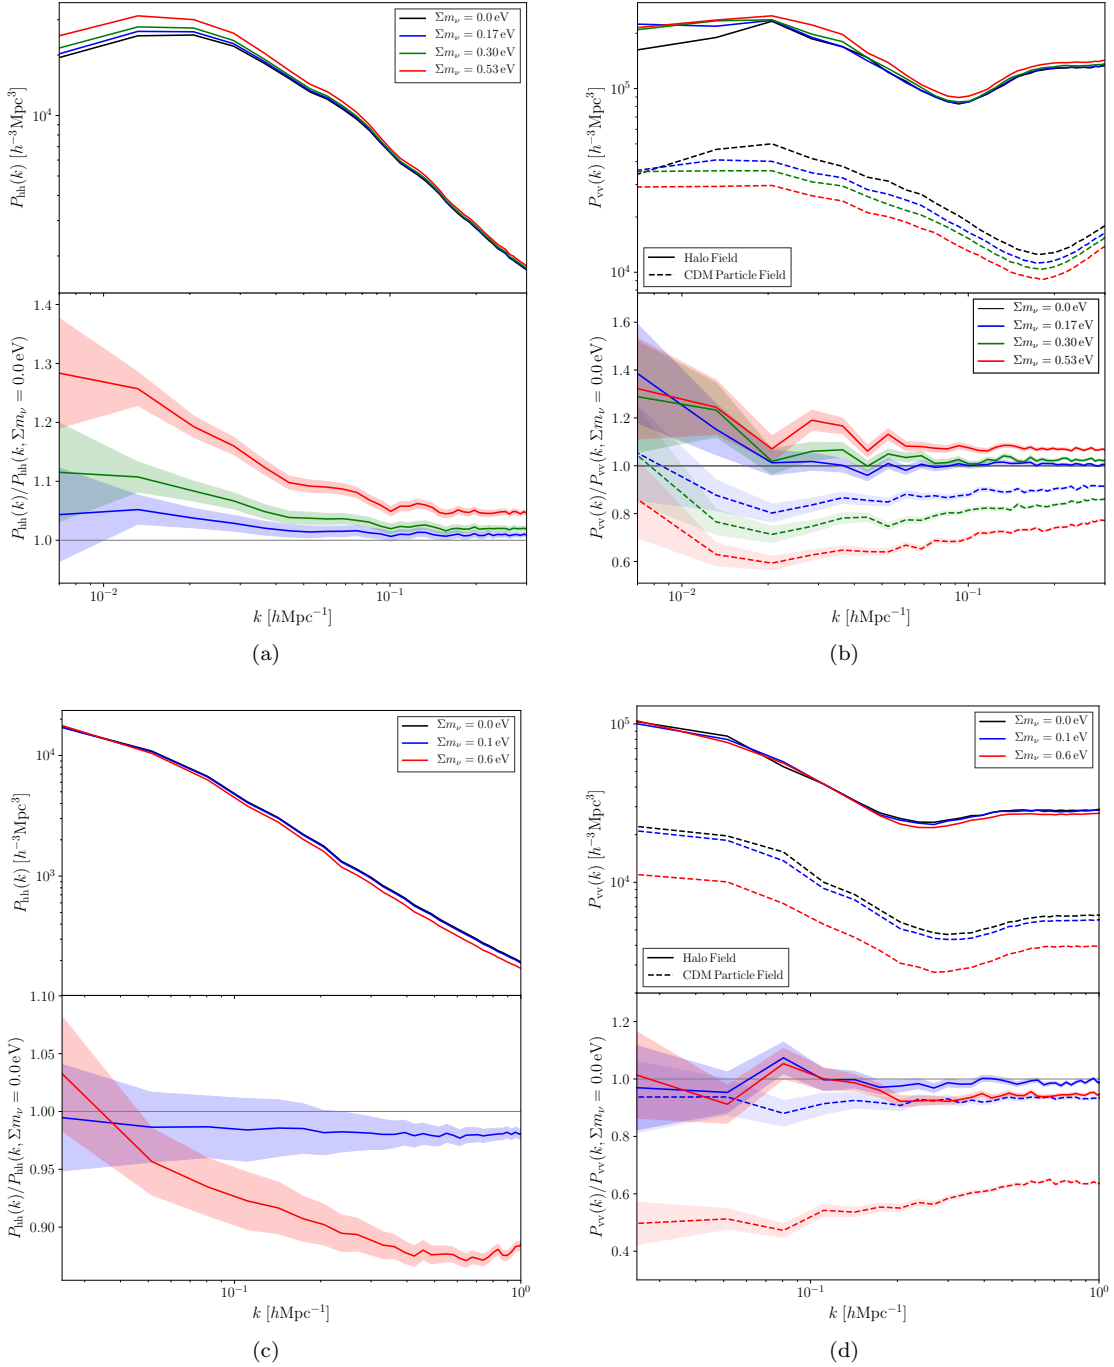 Σm_ν = 0.0 eV
Σm_ν = 0.17 eV
Σm_ν = 0.30 eV
Σm_ν = 0.53 eV
10^4
P_hh(k) [h^−3Mpc^3]
1.4
1.3
1.2
1.1
1.0
P_hh(k)/P_hh(k, Σm_ν = 0.0 eV)
10^−2
10^−1
k [hMpc^−1]
(a)
10^5
10^4
P_vv(k) [h^−3Mpc^3]
Halo Field
CDM Particle Field
Σm_ν = 0.0 eV
Σm_ν = 0.17 eV
Σm_ν = 0.30 eV
Σm_ν = 0.53 eV
1.6
1.4
1.2
1.0
0.8
0.6
P_vv(k)/P_vv(k, Σm_ν = 0.0 eV)
10^−2
10^−1
k [hMpc^−1]
(b)
Σm_ν = 0.0 eV
Σm_ν = 0.1 eV
Σm_ν = 0.6 eV
10^4
10^3
P_hh(k) [h^−3Mpc^3]
1.10
1.05
1.00
0.95
0.90
P_hh(k)/P_hh(k, Σm_ν = 0.0 eV)
10^−1
10^0
k [hMpc^−1]
(c)
Σm_ν = 0.0 eV
Σm_ν = 0.1 eV
Σm_ν = 0.6 eV
10^5
10^4
P_vv(k) [h^−3Mpc^3]
Halo Field
CDM Particle Field
1.2
1.0
0.8
0.6
0.4
P_vv(k)/P_vv(k, Σm_ν = 0.0 eV)
10^−1
10^0
k [hMpc^−1]
(d)